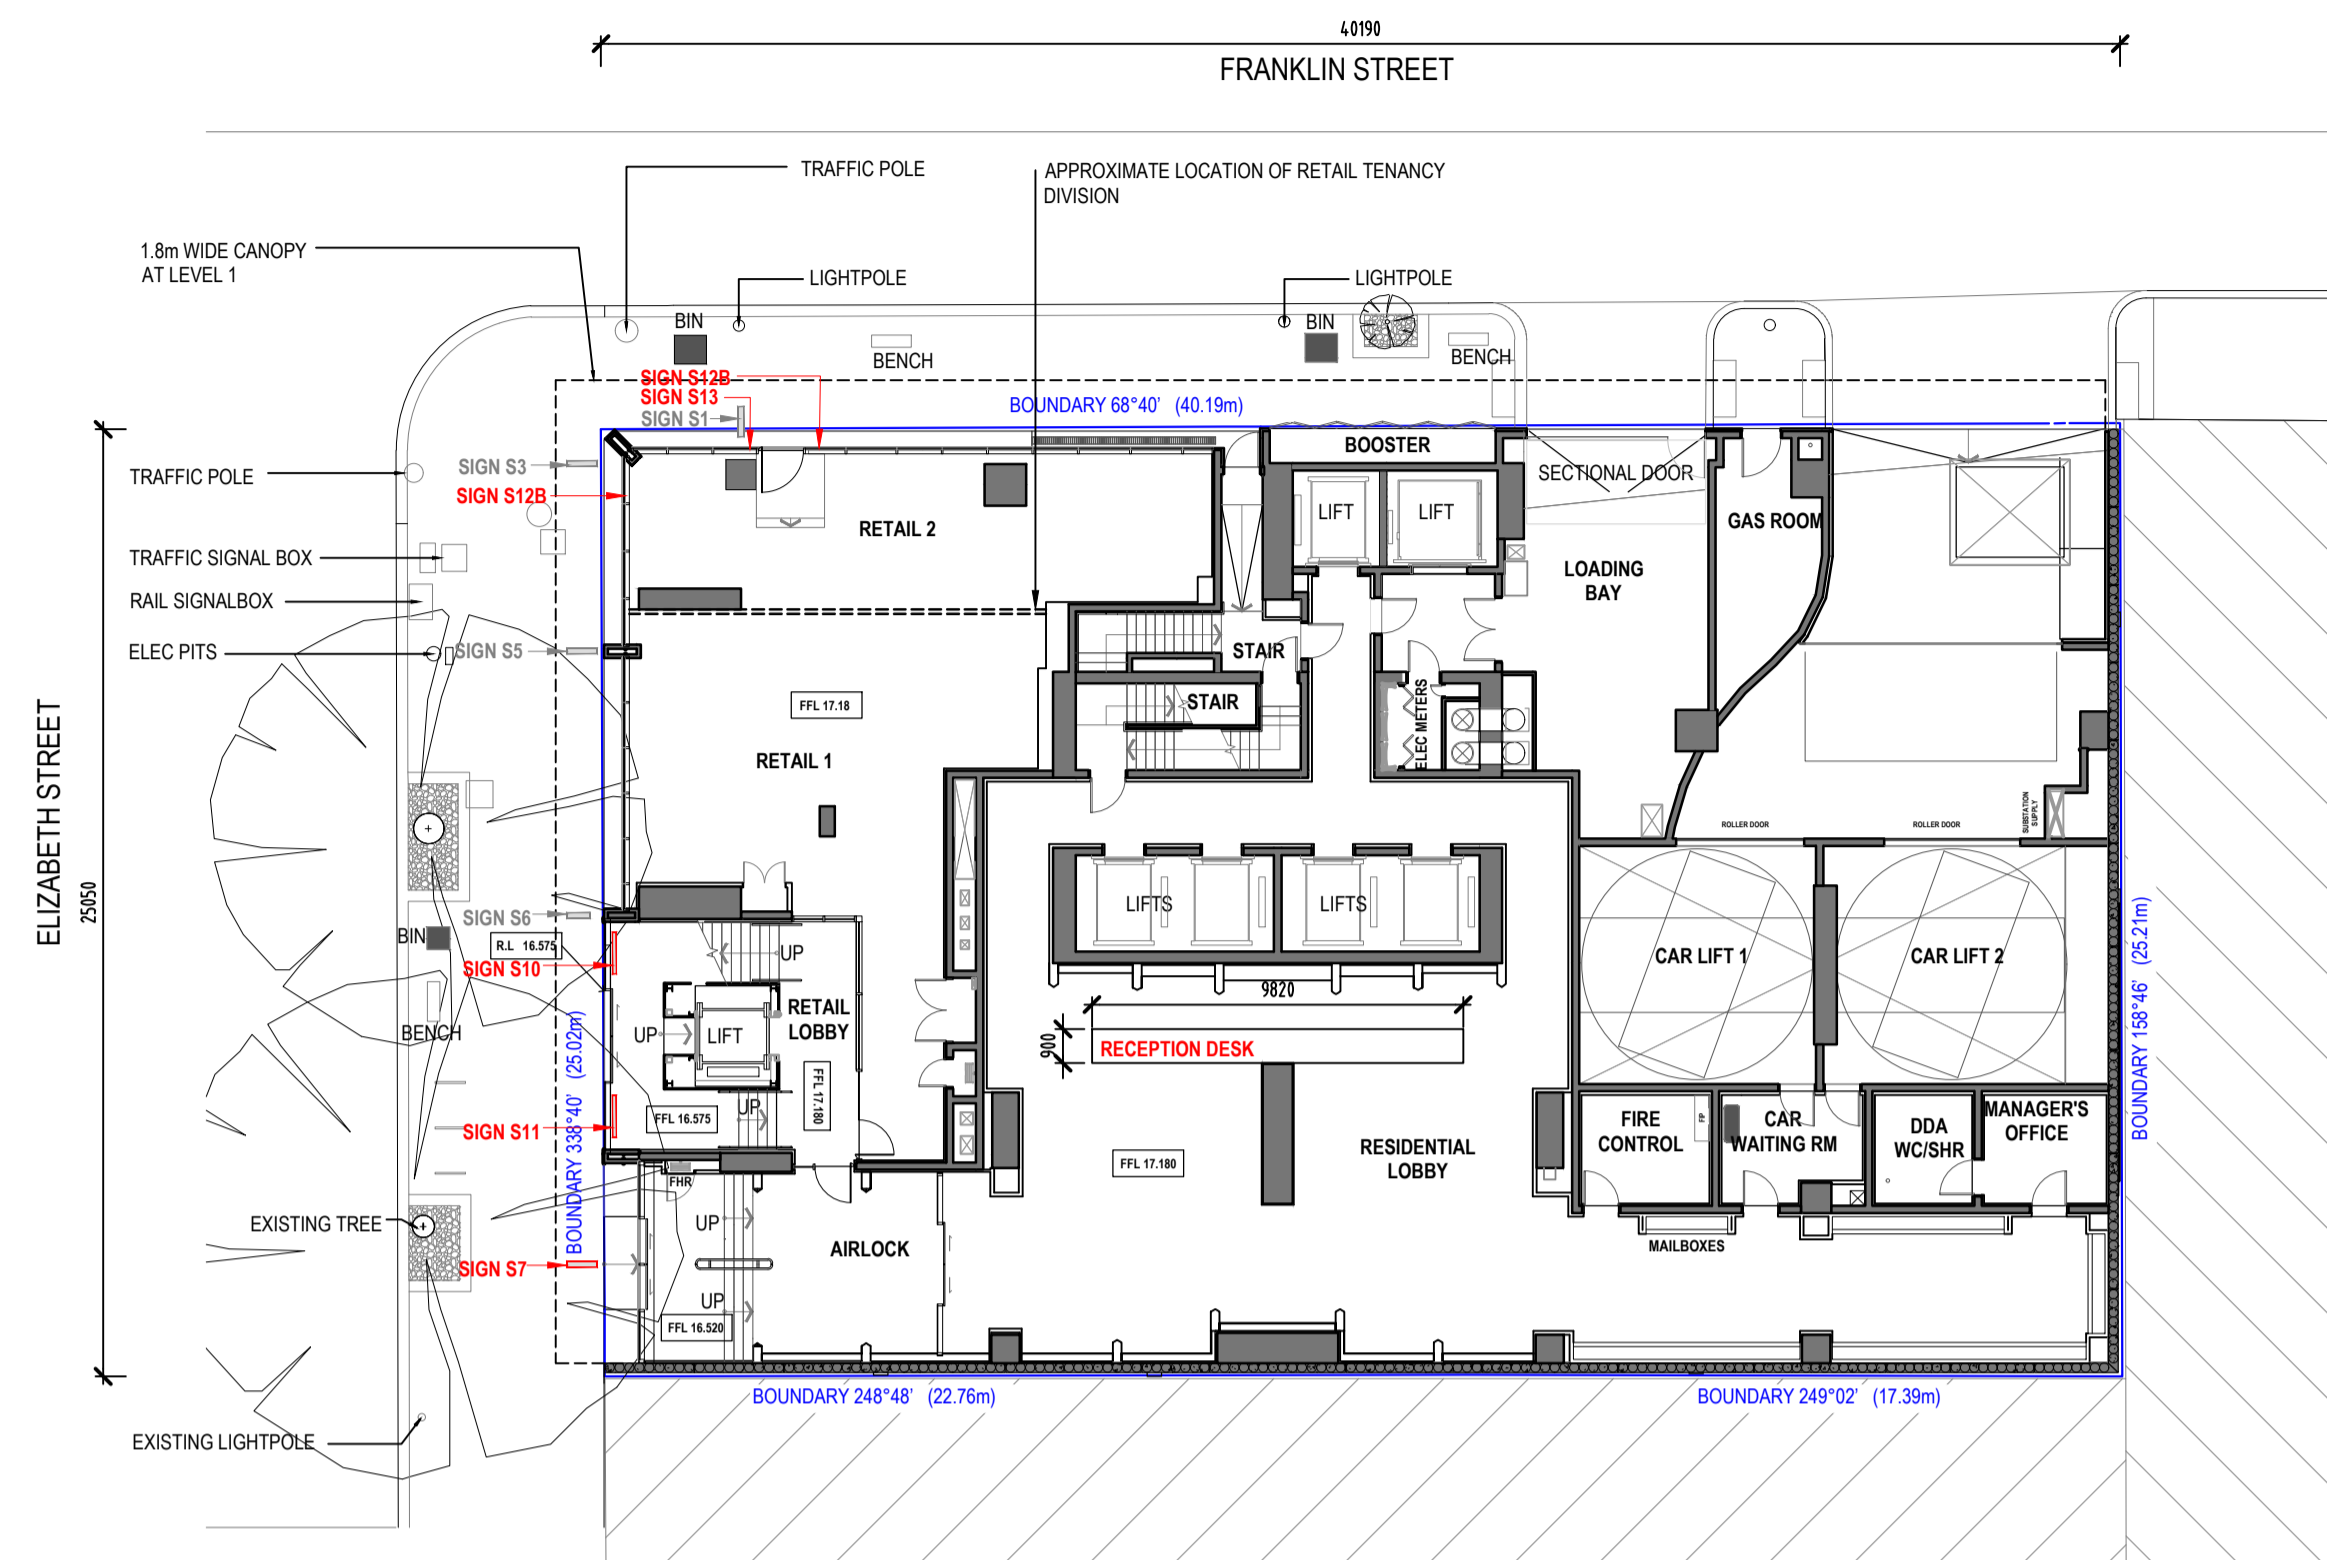 40190
FRANKLIN STREET
TRAFFIC POLE
APPROXIMATE LOCATION OF RETAIL TENANCY
DIVISION
1.8m WIDE CANOPY
AT LEVEL 1
LIGHTPOLE
LIGHTPOLE
BIN
BENCH
BIN
BENCH
SIGN S12B
SIGN S13
SIGN S1
BOUNDARY 68°40' (40.19m)
BOOSTER
SECTIONAL DOOR
TRAFFIC POLE
SIGN S3
SIGN S12B
RETAIL 2
LIFT
LIFT
GAS ROOM
TRAFFIC SIGNAL BOX
LOADING
BAY
RAIL SIGNALBOX
ELEC PITS
SIGN S5
STAIR
STAIR
FFL 17.18
ELEC METERS
RETAIL 1
ELIZABETH STREET
25050
ROLLER DOOR
ROLLER DOOR
SUBSTATION
SUPPLY
LIFTS
LIFTS
SIGN S6
BIN
R.L 16.575
SIGN S10
UP
CAR LIFT 1
CAR LIFT 2
9820
RETAIL
LOBBY
UP
LIFT
BENCH
900
RECEPTION DESK
FFL 17.180
UP
FFL 16.575
SIGN S11
BOUNDARY 338°40' (25.02m)
BOUNDARY 158°46' (25.21m)
FIRE
CONTROL
FIP
CAR
WAITING RM
DDA
WC/SHR
MANAGER'S
OFFICE
RESIDENTIAL
LOBBY
FFL 17.180
FHR
EXISTING TREE
UP
AIRLOCK
MAILBOXES
SIGN S7
UP
FFL 16.520
BOUNDARY 248°48' (22.76m)
BOUNDARY 249°02' (17.39m)
EXISTING LIGHTPOLE